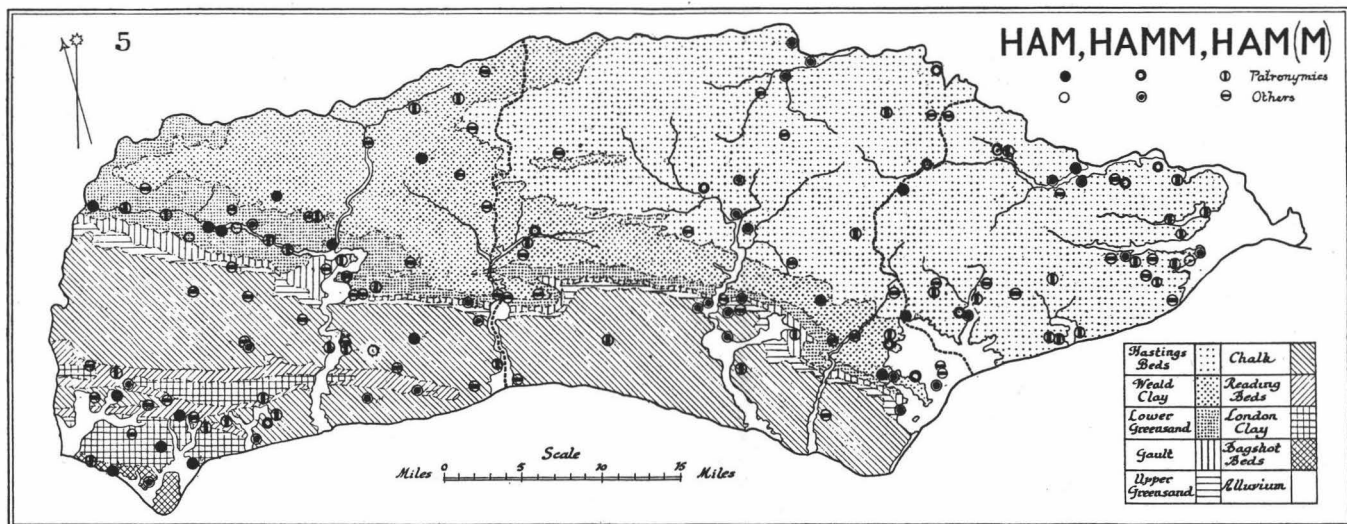 5
HAM, HAMM, HAM(M)
Patronymics
Others
Hastings Beds
Chalk
Weald Clay
Reading Beds
Lower Greensand
London Clay
Gault
Bagshot Beds
Upper Greensand
Alluvium
Scale
Miles 0 5 10 15 Miles